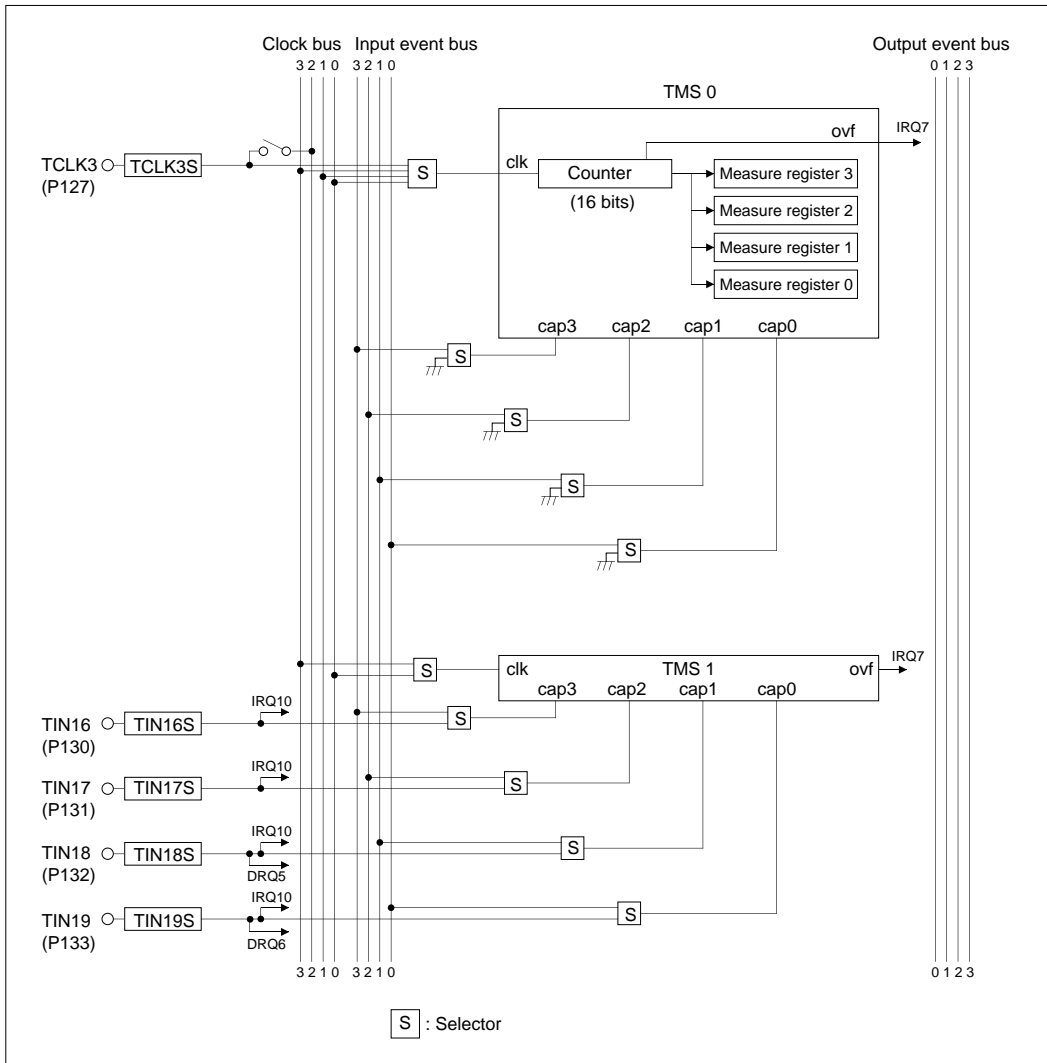 Clock bus Input event bus Output event bus
3 2 1 0 3 2 1 0 0 1 2 3
TMS 0
ovf IRQ7
TCLK3 TCLK3S S clk Counter Measure register 3
(P127) (16 bits)
Measure register 2
Measure register 1
Measure register 0
cap3 cap2 cap1 cap0
S
S
S
S
S clk TMS 1 ovf IRQ7
cap3 cap2 cap1 cap0
IRQ10
TIN16 TIN16S S
(P130)
IRQ10
TIN17 TIN17S S
(P131)
IRQ10
TIN18 TIN18S S
(P132) DRQ5
IRQ10
TIN19 TIN19S S
(P133) DRQ6
3 2 1 0 3 2 1 0 0 1 2 3
S : Selector